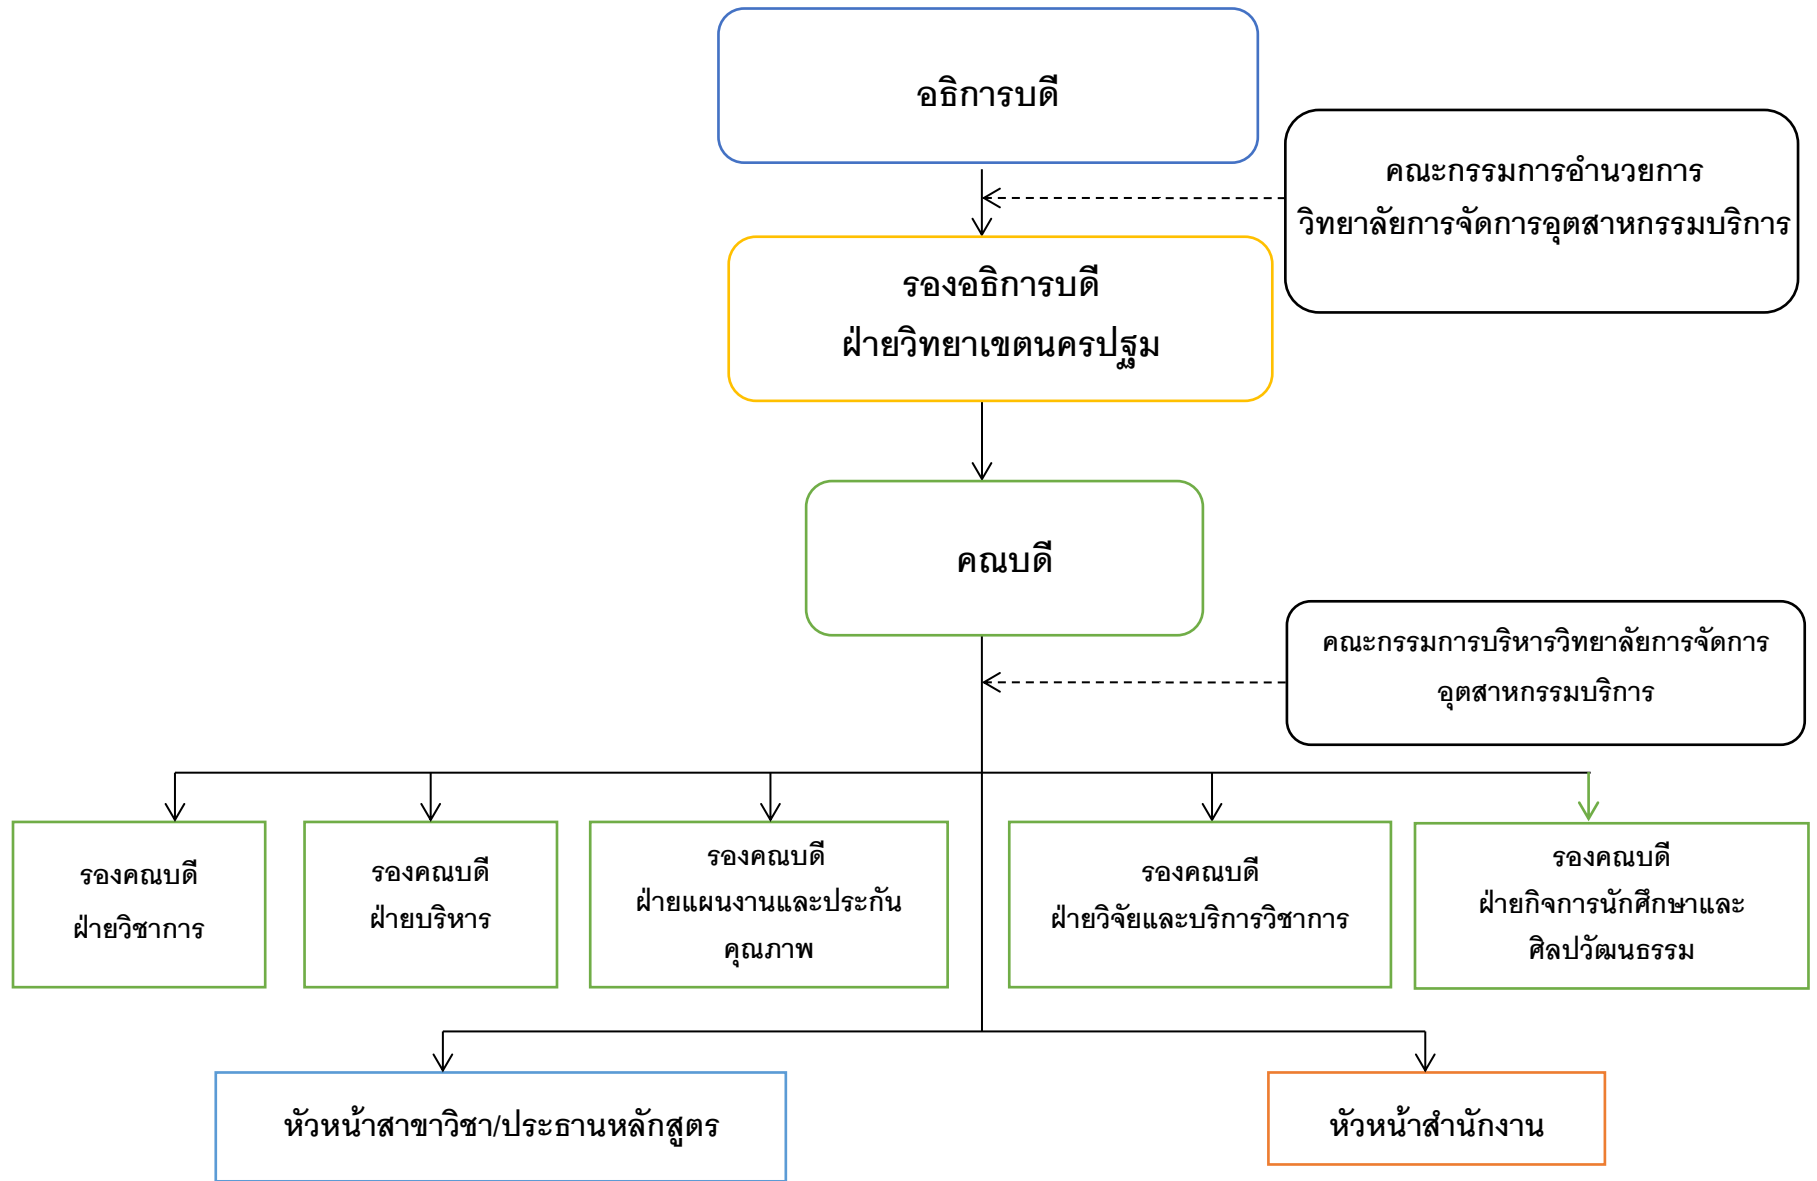 อธิการบดี
คณะกรรมการอำนวยการ
วิทยาลัยการจัดการอุตสาหกรรมบริการ
รองอธิการบดี
ฝ่ายวิทยาเขตนครปฐม
คณบดี
คณะกรรมการบริหารวิทยาลัยการจัดการ
อุตสาหกรรมบริการ
รองคณบดี
ฝ่ายวิชาการ
รองคณบดี
ฝ่ายบริหาร
รองคณบดี
ฝ่ายแผนงานและประกัน
คุณภาพ
รองคณบดี
ฝ่ายวิจัยและบริการวิชาการ
รองคณบดี
ฝ่ายกิจการนักศึกษาและ
ศิลปวัฒนธรรม
หัวหน้าสาขาวิชา/ประธานหลักสูตร
หัวหน้าสำนักงาน